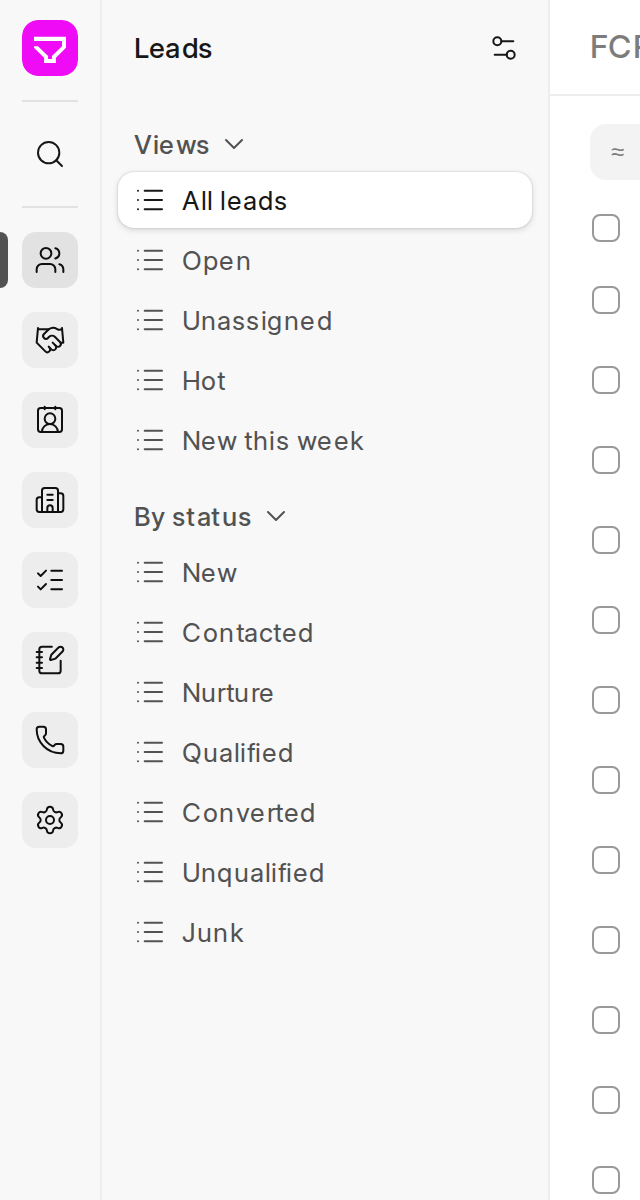 Leads
Views
All leads
Open
Unassigned
Hot
New this week
By status
New
Contacted
Nurture
Qualified
Converted
Unqualified
Junk
≈